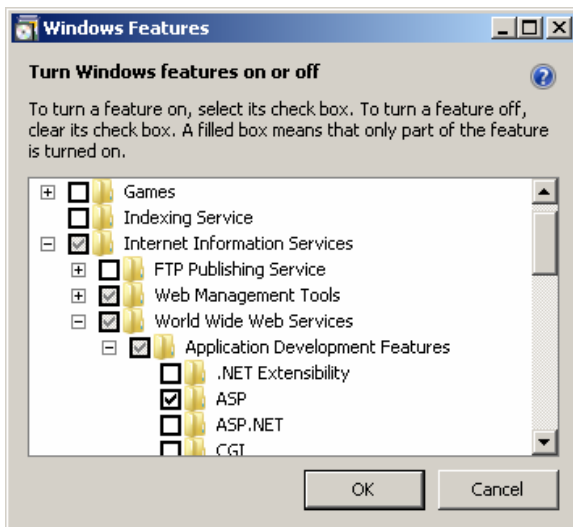 Windows Features
Turn Windows features on or off
To turn a feature on, select its check box. To turn a feature off,
clear its check box. A filled box means that only part of the feature
is turned on.
Games
Indexing Service
Internet Information Services
FTP Publishing Service
Web Management Tools
World Wide Web Services
Application Development Features
.NET Extensibility
ASP
ASP.NET
CGI
OK Cancel